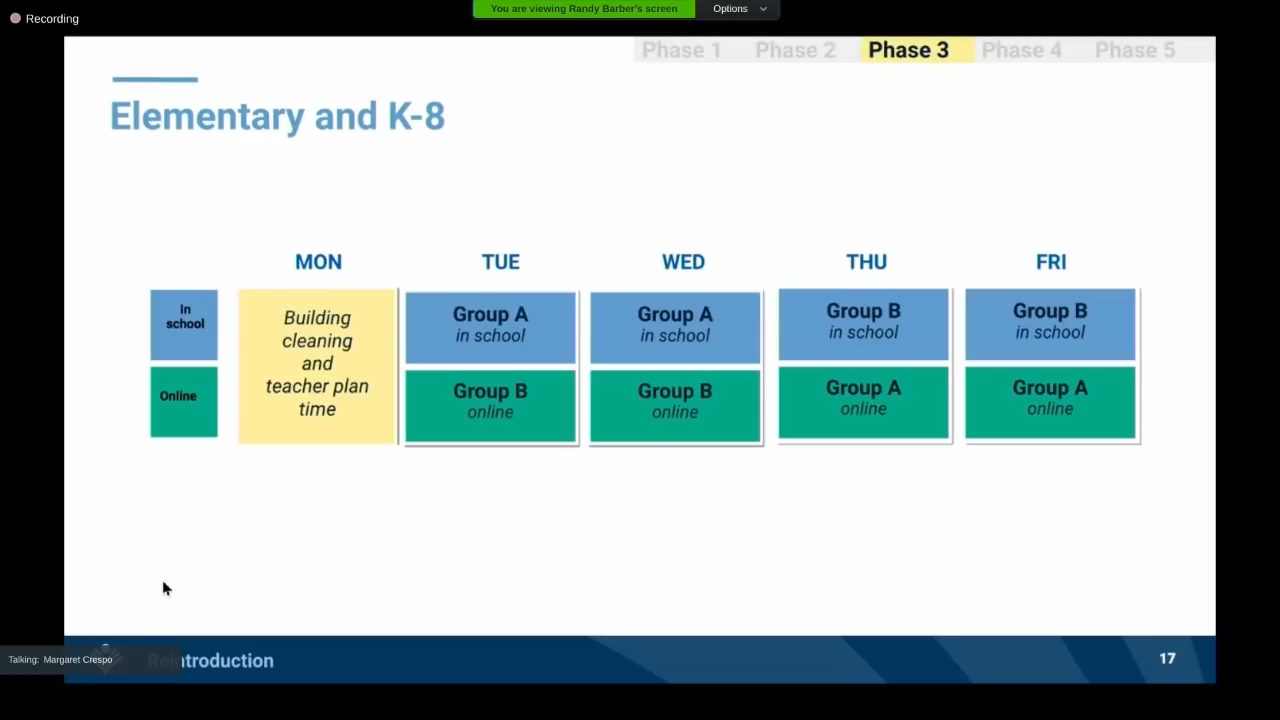 Recording
You are viewing Randy Barber's screen
Options
Phase 1 Phase 2 Phase 3 Phase 4 Phase 5
Elementary and K-8
MON TUE WED THU FRI
In
school
Building
cleaning
and
teacher plan
time
Group A
in school
Group A
in school
Group B
in school
Group B
in school
Online
Group B
online
Group B
online
Group A
online
Group A
online
Talking: Margaret Crespo
Reintroduction
17